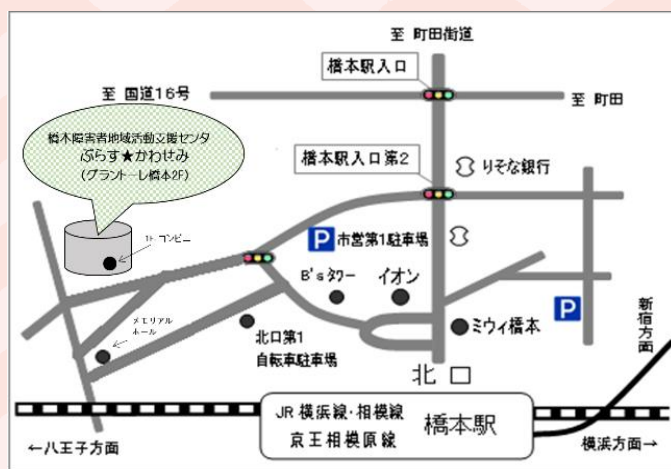 至 町田街道
橋本駅入口
至 国道16号
至 町田
橋本障害者地域活動支援センタ
ぷらす★かわせみ
(グラントーレ橋本2F)
橋本駅入口第2
りそな銀行
P 市営第1駐車場
1F コンビニ
B'sタワー
イオン
P
メモリアル
ホール
北口第1
自転車駐車場
ミウィ橋本
新宿方面
北口
JR 横浜線・相模線
京王相模原線
橋本駅
←八王子方面
横浜方面→